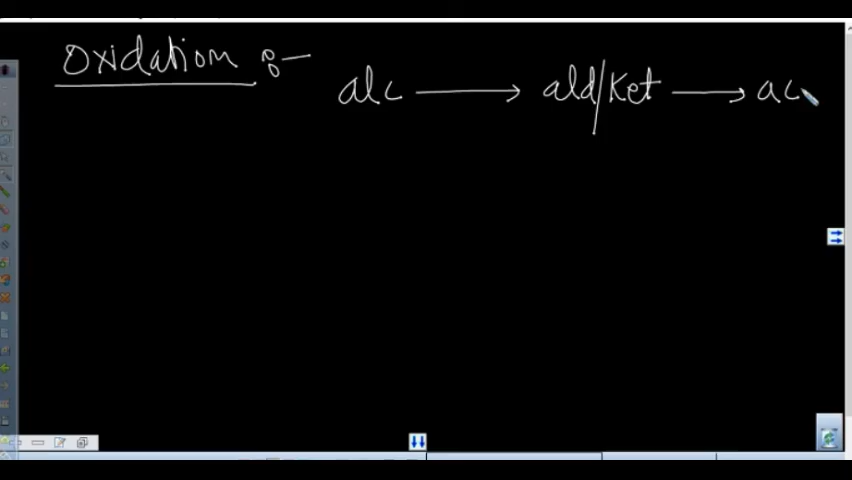 Oxidation :-
alc → ald/Ket → ac